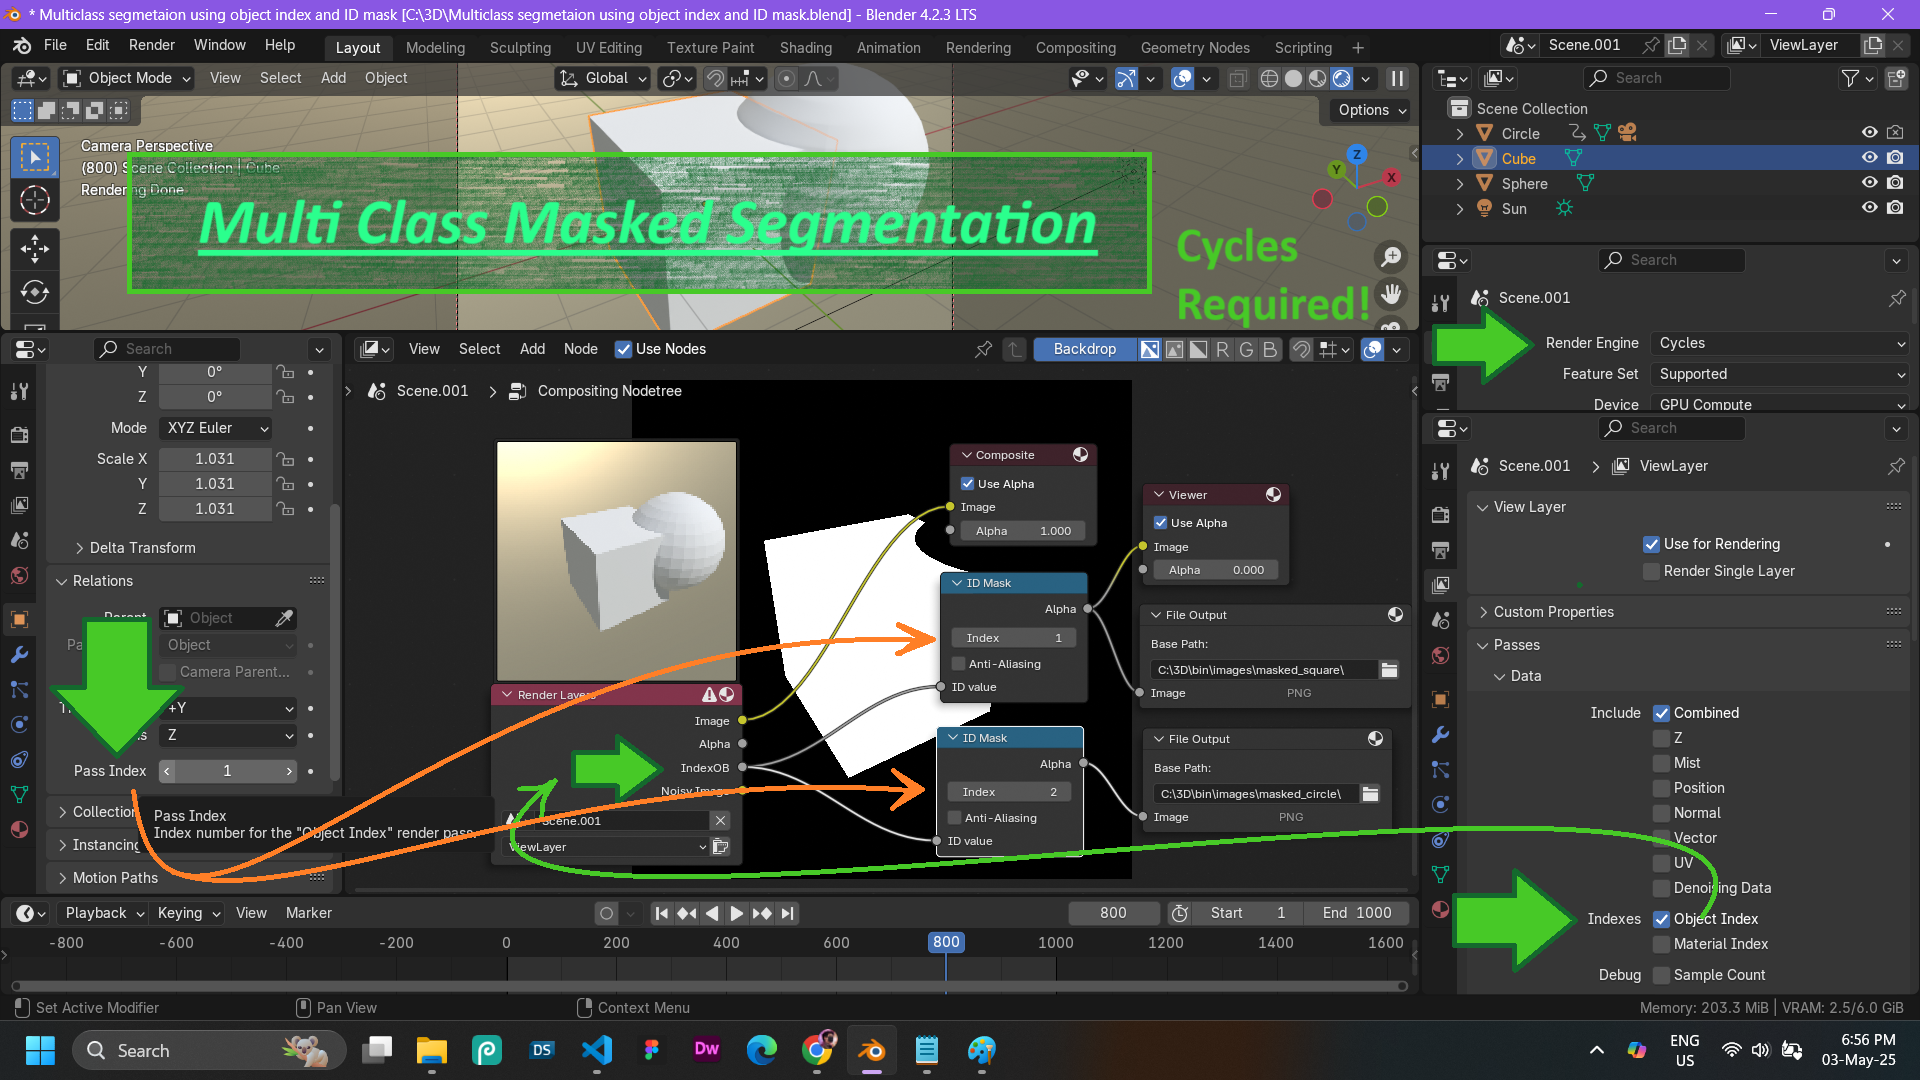 * Multiclass segmetaion using object index and ID mask [C:\3D\Multiclass segmetaion using object index and ID mask.blend] - Blender 4.2.3 LTS
File Edit Render Window Help
Layout Modeling Sculpting UV Editing Texture Paint Shading Animation Rendering Compositing Geometry Nodes Scripting +
Scene.001
ViewLayer
Object Mode View Select Add Object
Global
Options
Camera Perspective
(800) Scene Collection | Cube
Rendering Done
Multi Class Masked Segmentation
Cycles
Required!
Z
Y
X
Search
Scene Collection
Circle
Cube
Sphere
Sun
Search
Scene.001
Render Engine Cycles
Feature Set Supported
Device GPU Compute
Search
Y 0°
Z 0°
Mode XYZ Euler
Scale X 1.031
Y 1.031
Z 1.031
Delta Transform
Relations
Parent Object
Object
Camera Parent...
+Y
Z
Pass Index 1
Pass Index
Index number for the "Object Index" render pass.
Instancing
Motion Paths
View Select Add Node Use Nodes
Backdrop
R G B
Scene.001 > Compositing Nodetree
Render Layers
Image
Alpha
IndexOB
Noisy Image
Scene.001
ViewLayer
Composite
Use Alpha
Image
Alpha 1.000
Viewer
Use Alpha
Image
Alpha 0.000
ID Mask
Alpha
Index 1
Anti-Aliasing
ID value
File Output
Base Path:
C:\3D\bin\images\masked_square\
Image PNG
ID Mask
Alpha
Index 2
Anti-Aliasing
ID value
File Output
Base Path:
C:\3D\bin\images\masked_circle\
Image PNG
Search
Scene.001 > ViewLayer
View Layer
Use for Rendering
Render Single Layer
Custom Properties
Passes
Data
Include Combined
Z
Mist
Position
Normal
Vector
UV
Denoising Data
Indexes Object Index
Material Index
Debug Sample Count
Playback Keying View Marker
800
Start 1
End 1000
-800 -600 -400 -200 0 200 400 600 800 1000 1200 1400 1600
Set Active Modifier
Pan View
Context Menu
Memory: 203.3 MiB | VRAM: 2.5/6.0 GiB
Search
DS
Dw
ENG
US
6:56 PM
03-May-25